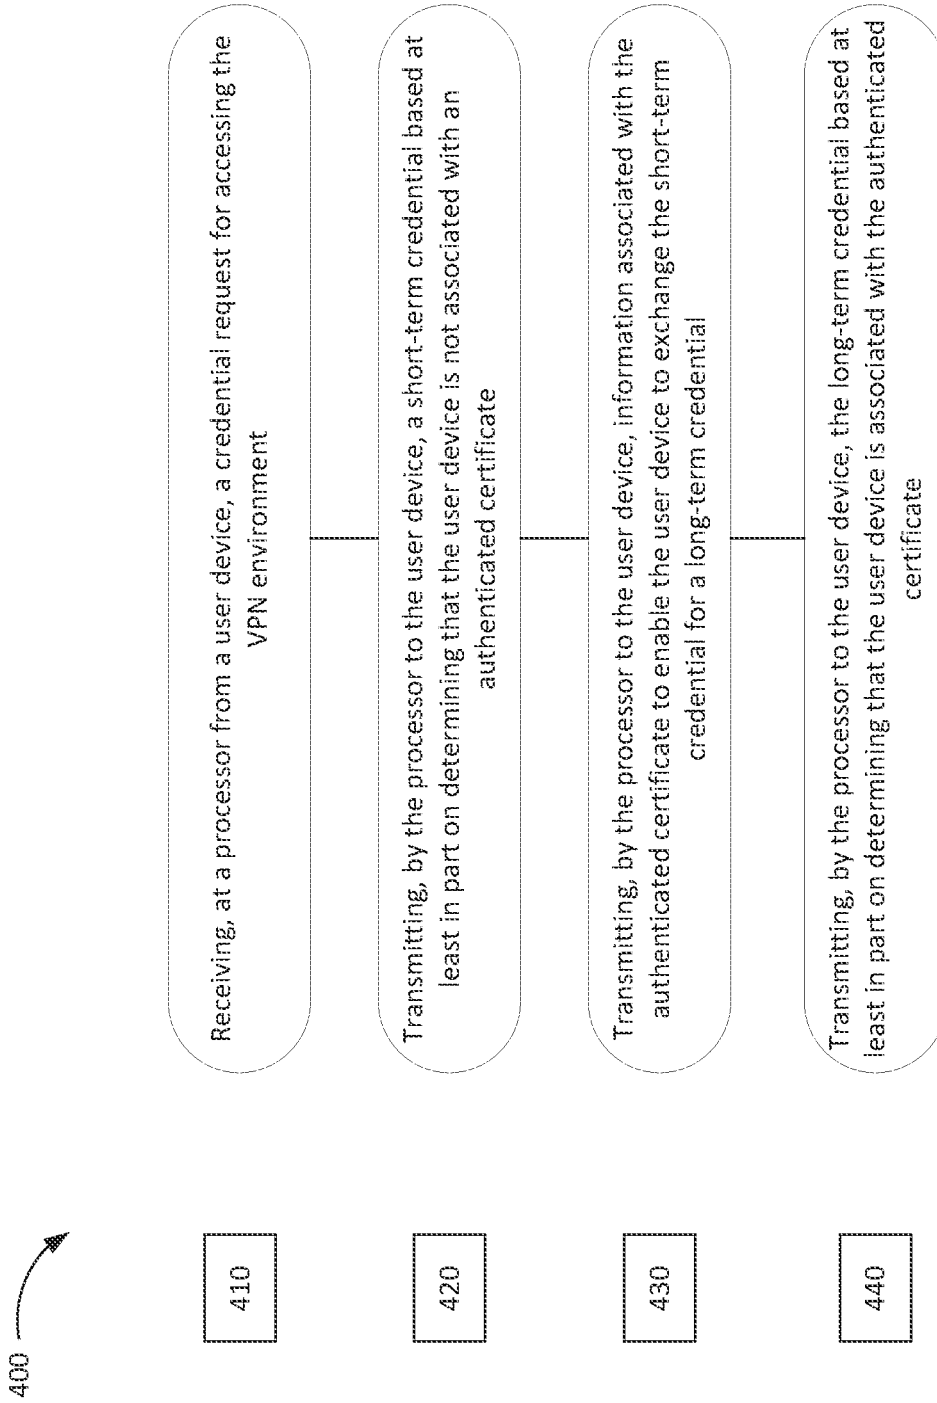 400
410
Receiving, at a processor from a user device, a credential request for accessing the
VPN environment
420
Transmitting, by the processor to the user device, a short-term credential based at
least in part on determining that the user device is not associated with an
authenticated certificate
430
Transmitting, by the processor to the user device, information associated with the
authenticated certificate to enable the user device to exchange the short-term
credential for a long-term credential
440
Transmitting, by the processor to the user device, the long-term credential based at
least in part on determining that the user device is associated with the authenticated
certificate